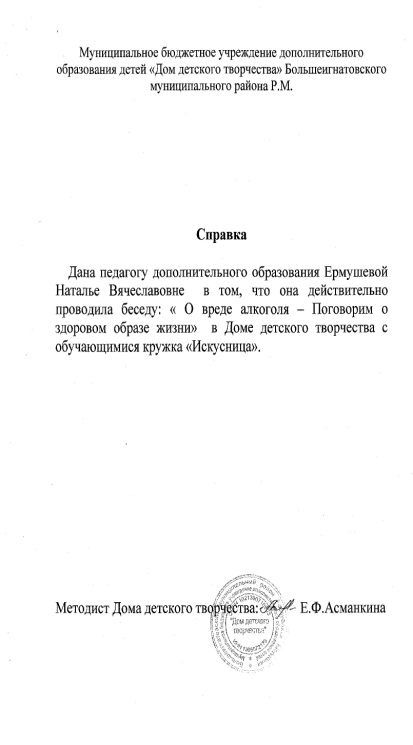 Муниципальное бюджетное учреждение дополнительного
образования детей «Дом детского творчества» Большеигнатовского
муниципального района Р.М.
Справка
Дана педагогу дополнительного образования Ермушевой
Наталье Вячеславовне в том, что она действительно
проводила беседу: « О вреде алкоголя – Поговорим о
здоровом образе жизни» в Доме детского творчества с
обучающимися кружка «Искусница».
Методист Дома детского творчества: Е.Ф.Асманкина
"Дом детского
творчества"